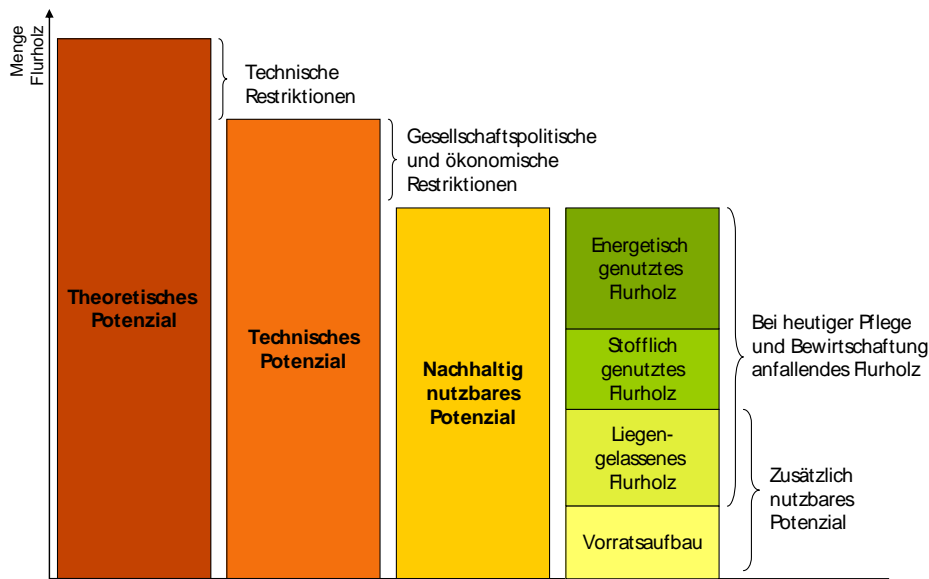 Menge
Flurholz
Technische
Restriktionen
Gesellschaftspolitische
und ökonomische
Restriktionen
Theoretisches
Potenzial
Technisches
Potenzial
Nachhaltig
nutzbares
Potenzial
Energetisch
genutztes
Flurholz
Stofflich
genutztes
Flurholz
Liegen-
gelassenes
Flurholz
Vorratsaufbau
Bei heutiger Pflege
und Bewirtschaftung
anfallendes Flurholz
Zusätzlich
nutzbares
Potenzial